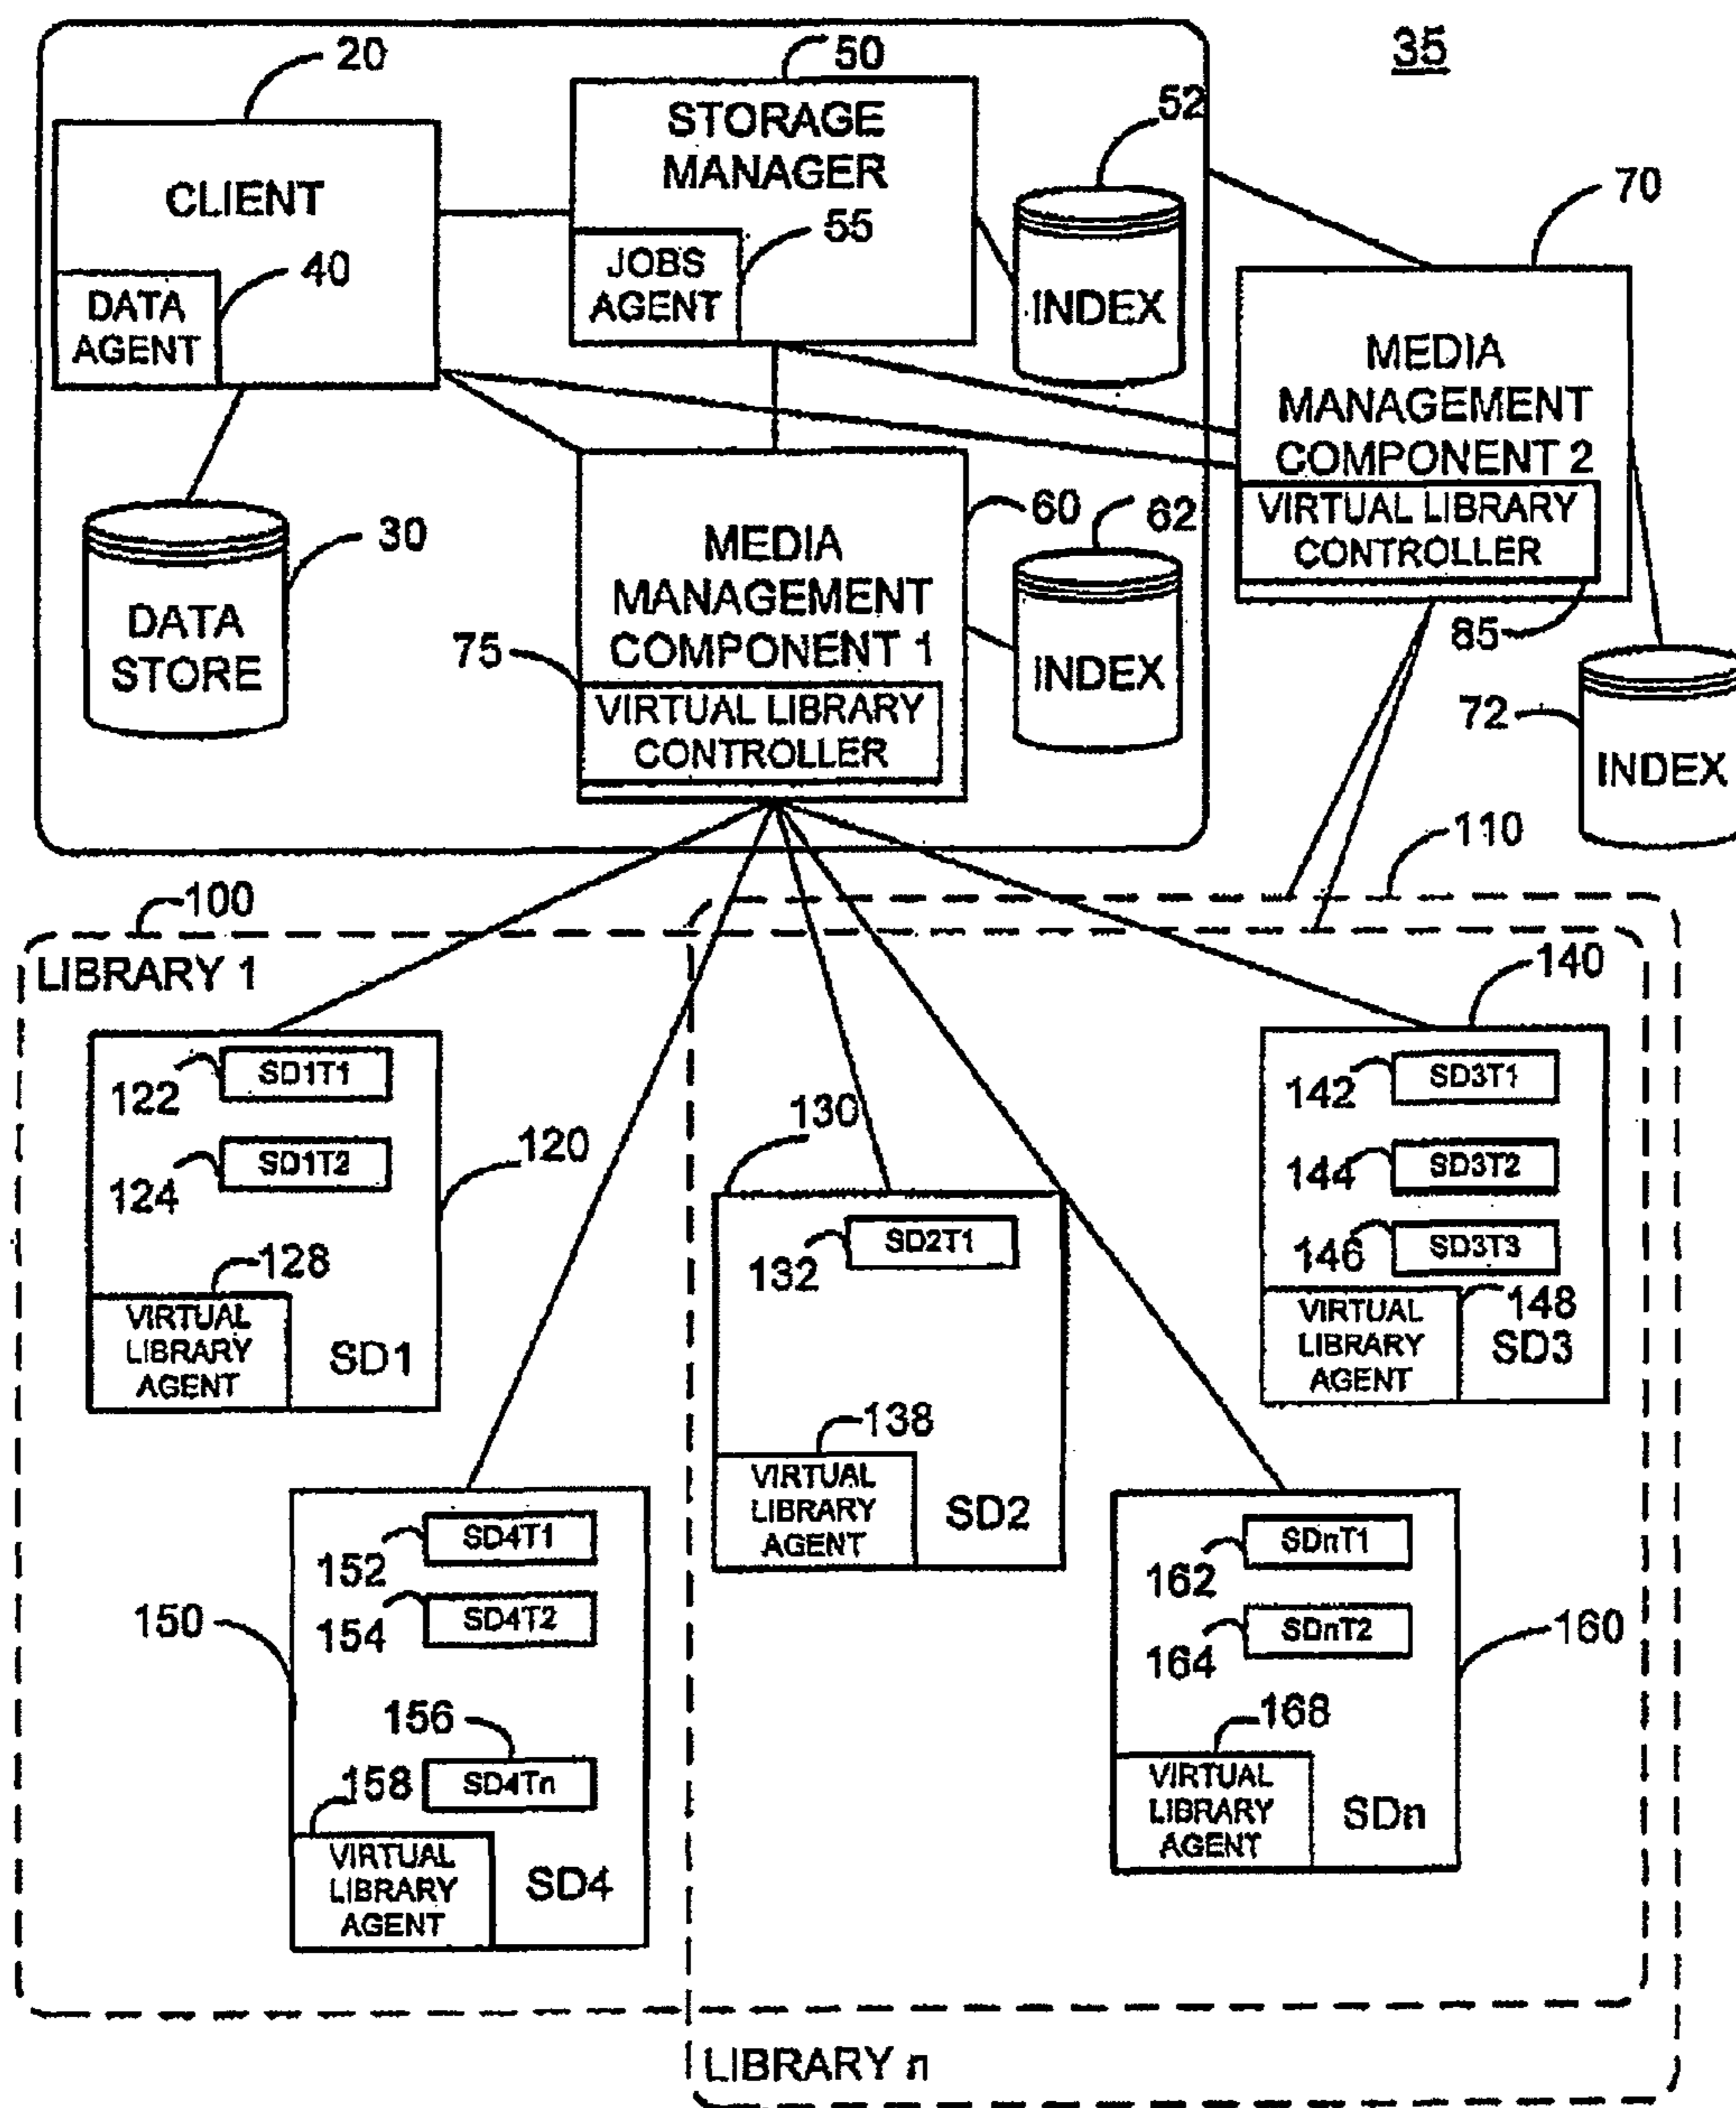 35
20
50
52
70
CLIENT
STORAGE
MANAGER
55
JOBS
AGENT
40
DATA
AGENT
INDEX
MEDIA
MANAGEMENT
COMPONENT 2
VIRTUAL LIBRARY
CONTROLLER
85
30
DATA
STORE
60
62
MEDIA
MANAGEMENT
COMPONENT 1
75
VIRTUAL LIBRARY
CONTROLLER
INDEX
72
INDEX
110
100
LIBRARY 1
140
122
SD1T1
124
SD1T2
120
128
VIRTUAL
LIBRARY
AGENT
SD1
130
132
SD2T1
138
VIRTUAL
LIBRARY
AGENT
SD2
142
SD3T1
144
SD3T2
146
SD3T3
148
VIRTUAL
LIBRARY
AGENT
SD3
150
152
SD4T1
154
SD4T2
156
SD4Tn
158
VIRTUAL
LIBRARY
AGENT
SD4
162
SDnT1
164
SDnT2
160
168
VIRTUAL
LIBRARY
AGENT
SDn
LIBRARY n